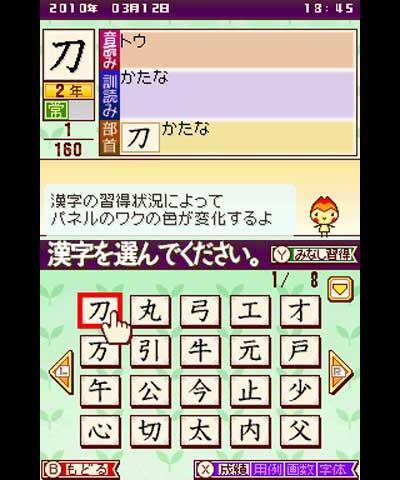 2010年 03月12日 18:45
刀
音読み トウ
訓読み かたな
部首 刀 かたな
2年
常
1
160
漢字の習得状況によって
パネルのワクの色が変化するよ
漢字を選んでください。 Y みなし習得
1/ 8
刀 丸 弓 工 才
万 引 牛 元 戸
L R
午 公 今 止 少
心 切 太 内 父
B もどる X 成績 用例 画数 字体